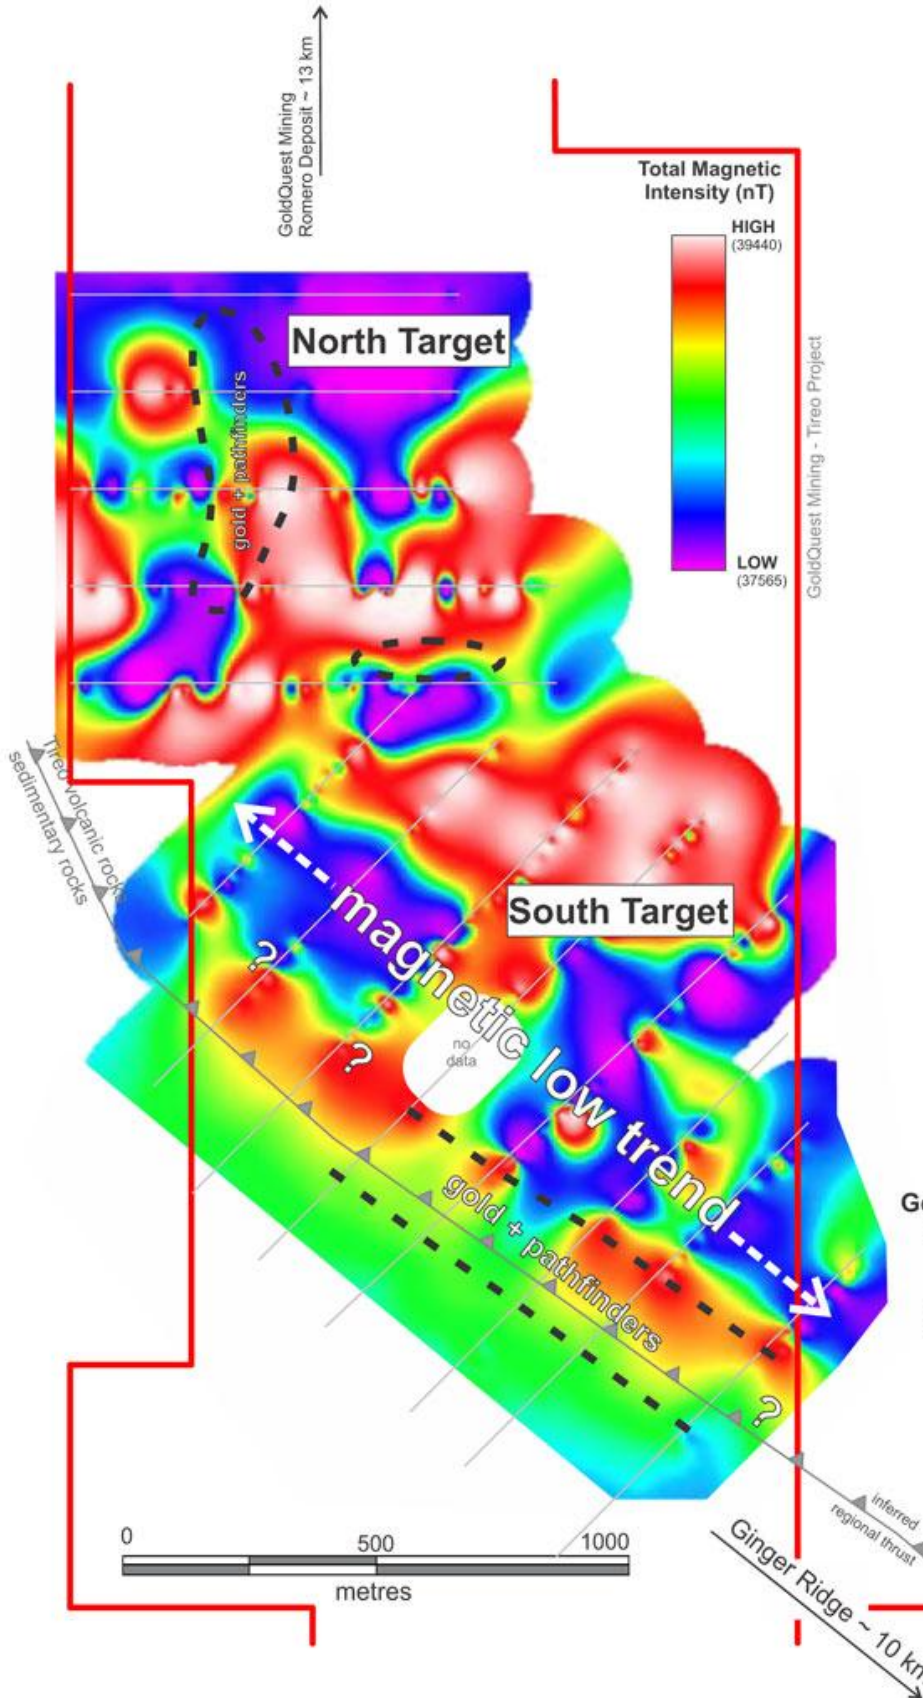 GoldQuest Mining
Romero Deposit ~ 13 km
Total Magnetic
Intensity (nT)
HIGH
(39440)
LOW
(37565)
GoldQuest Mining - Tireo Project
North Target
gold + pathfinders
Tireo volcanic rocks
sedimentary rocks
South Target
magnetic low trend
?
?
no
data
gold + pathfinders
?
inferred
regional thrust
0 500 1000
metres
Ginger Ridge ~ 10 km